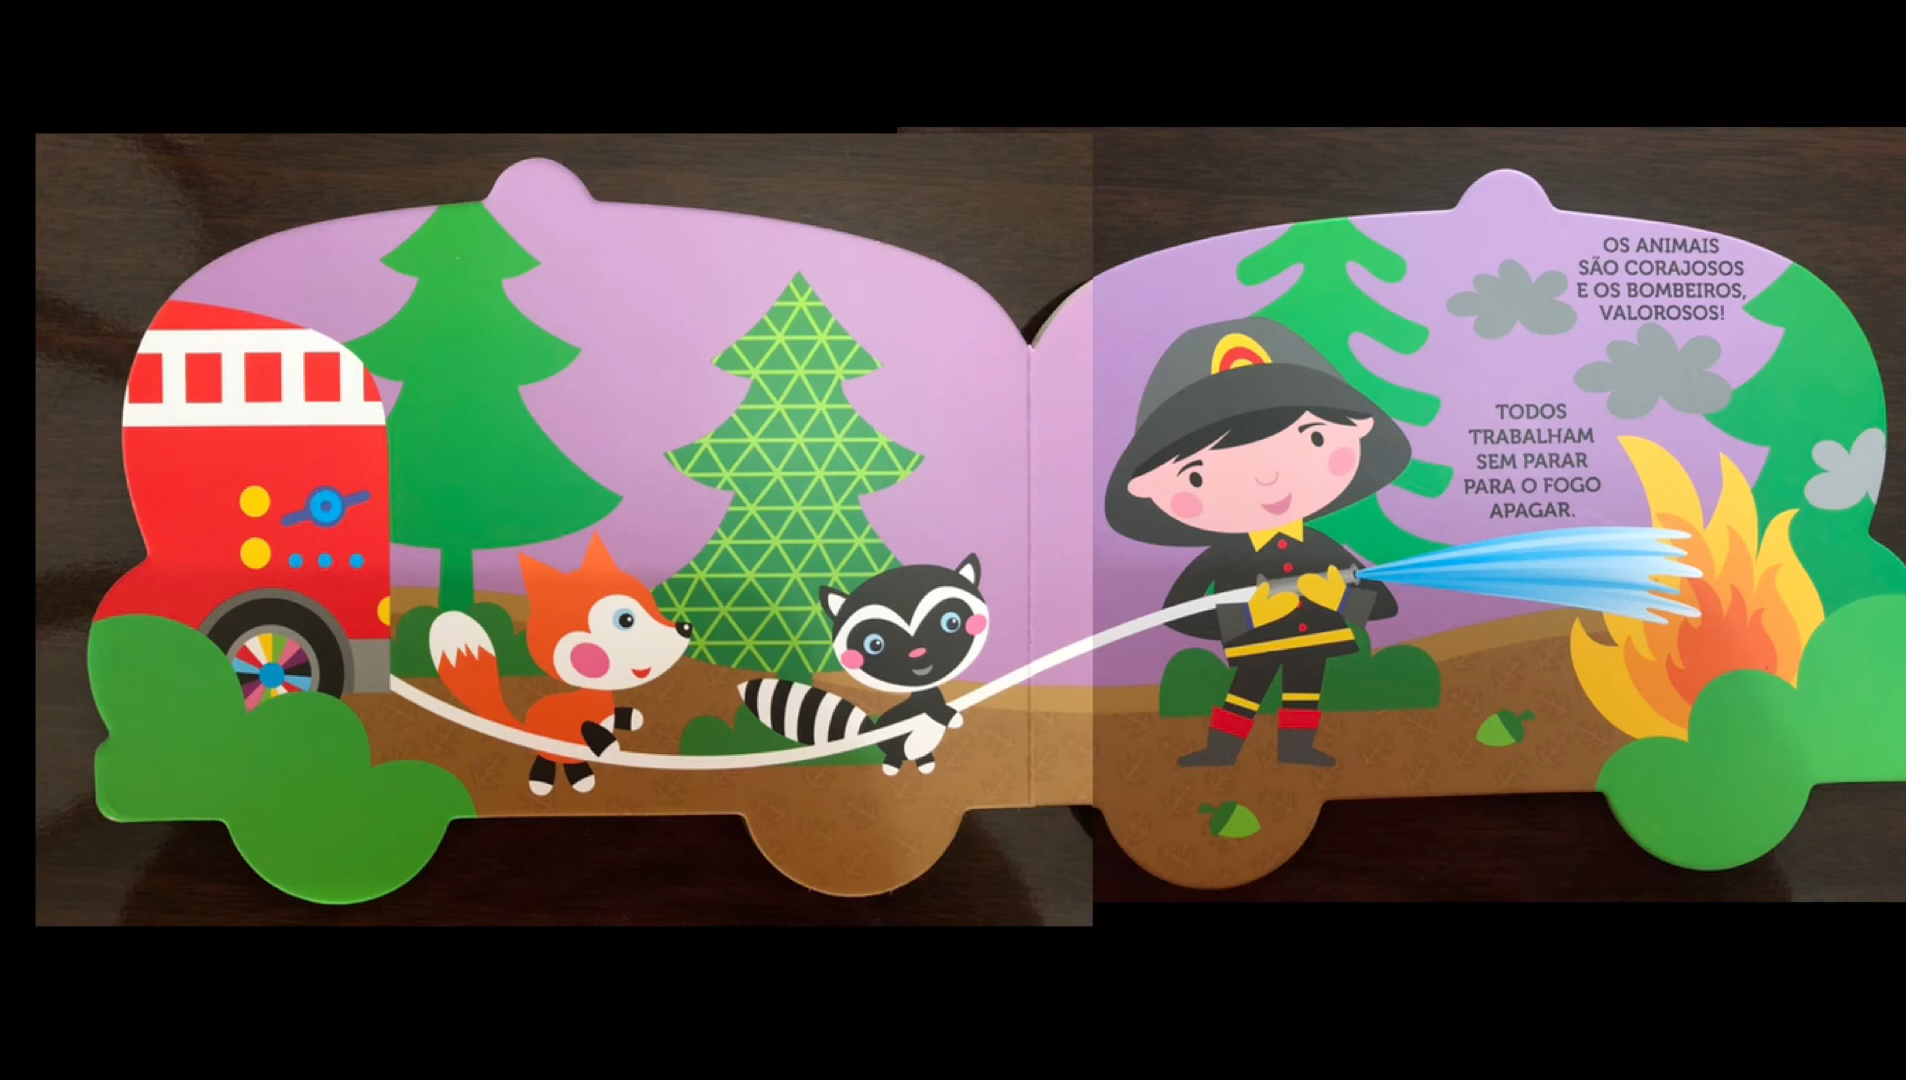 OS ANIMAIS
SÃO CORAJOSOS
E OS BOMBEIROS,
VALOROSOS!
TODOS
TRABALHAM
SEM PARAR
PARA O FOGO
APAGAR.